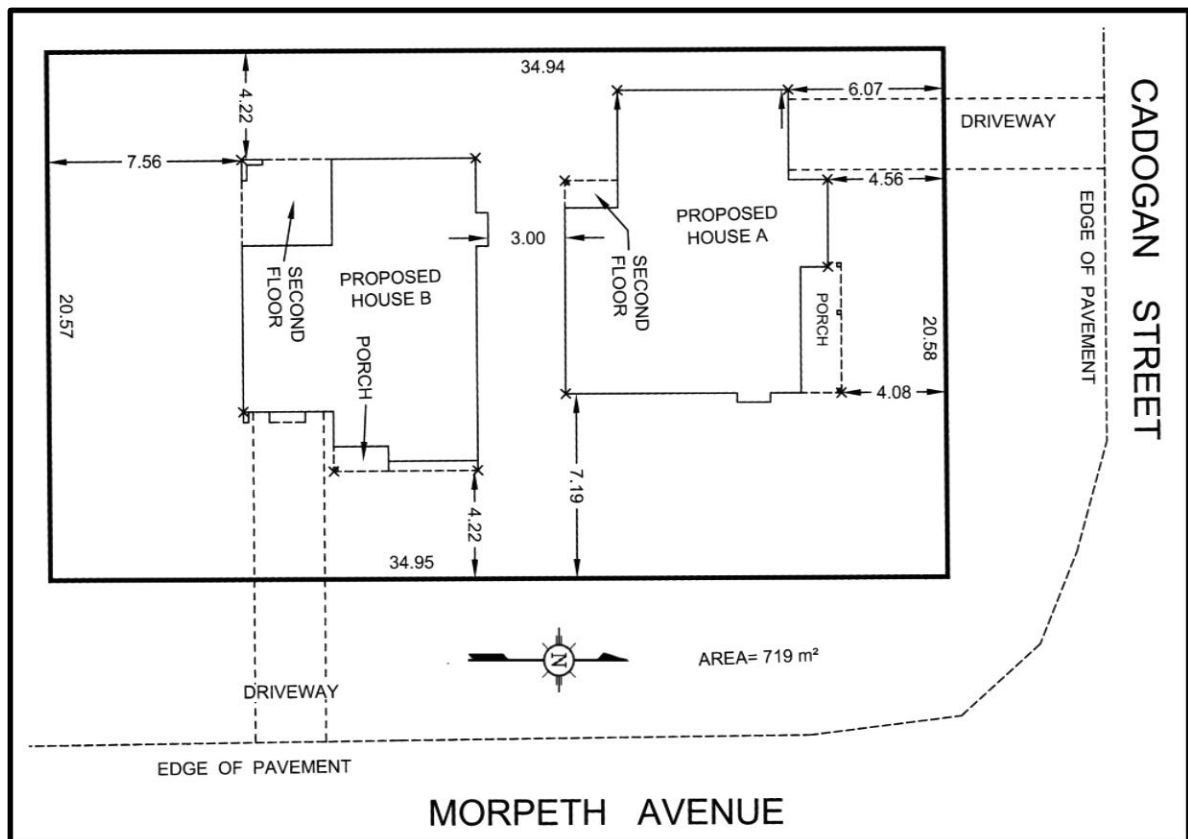 34.94
4.22
6.07
DRIVEWAY
7.56
4.56
CADOGAN STREET
PROPOSED
HOUSE A
3.00
EDGE OF PAVEMENT
SECOND
FLOOR
PROPOSED
HOUSE B
SECOND
FLOOR
PORCH
20.57
20.58
PORCH
4.08
7.19
4.22
34.95
N
AREA= 719 m²
DRIVEWAY
EDGE OF PAVEMENT
MORPETH AVENUE